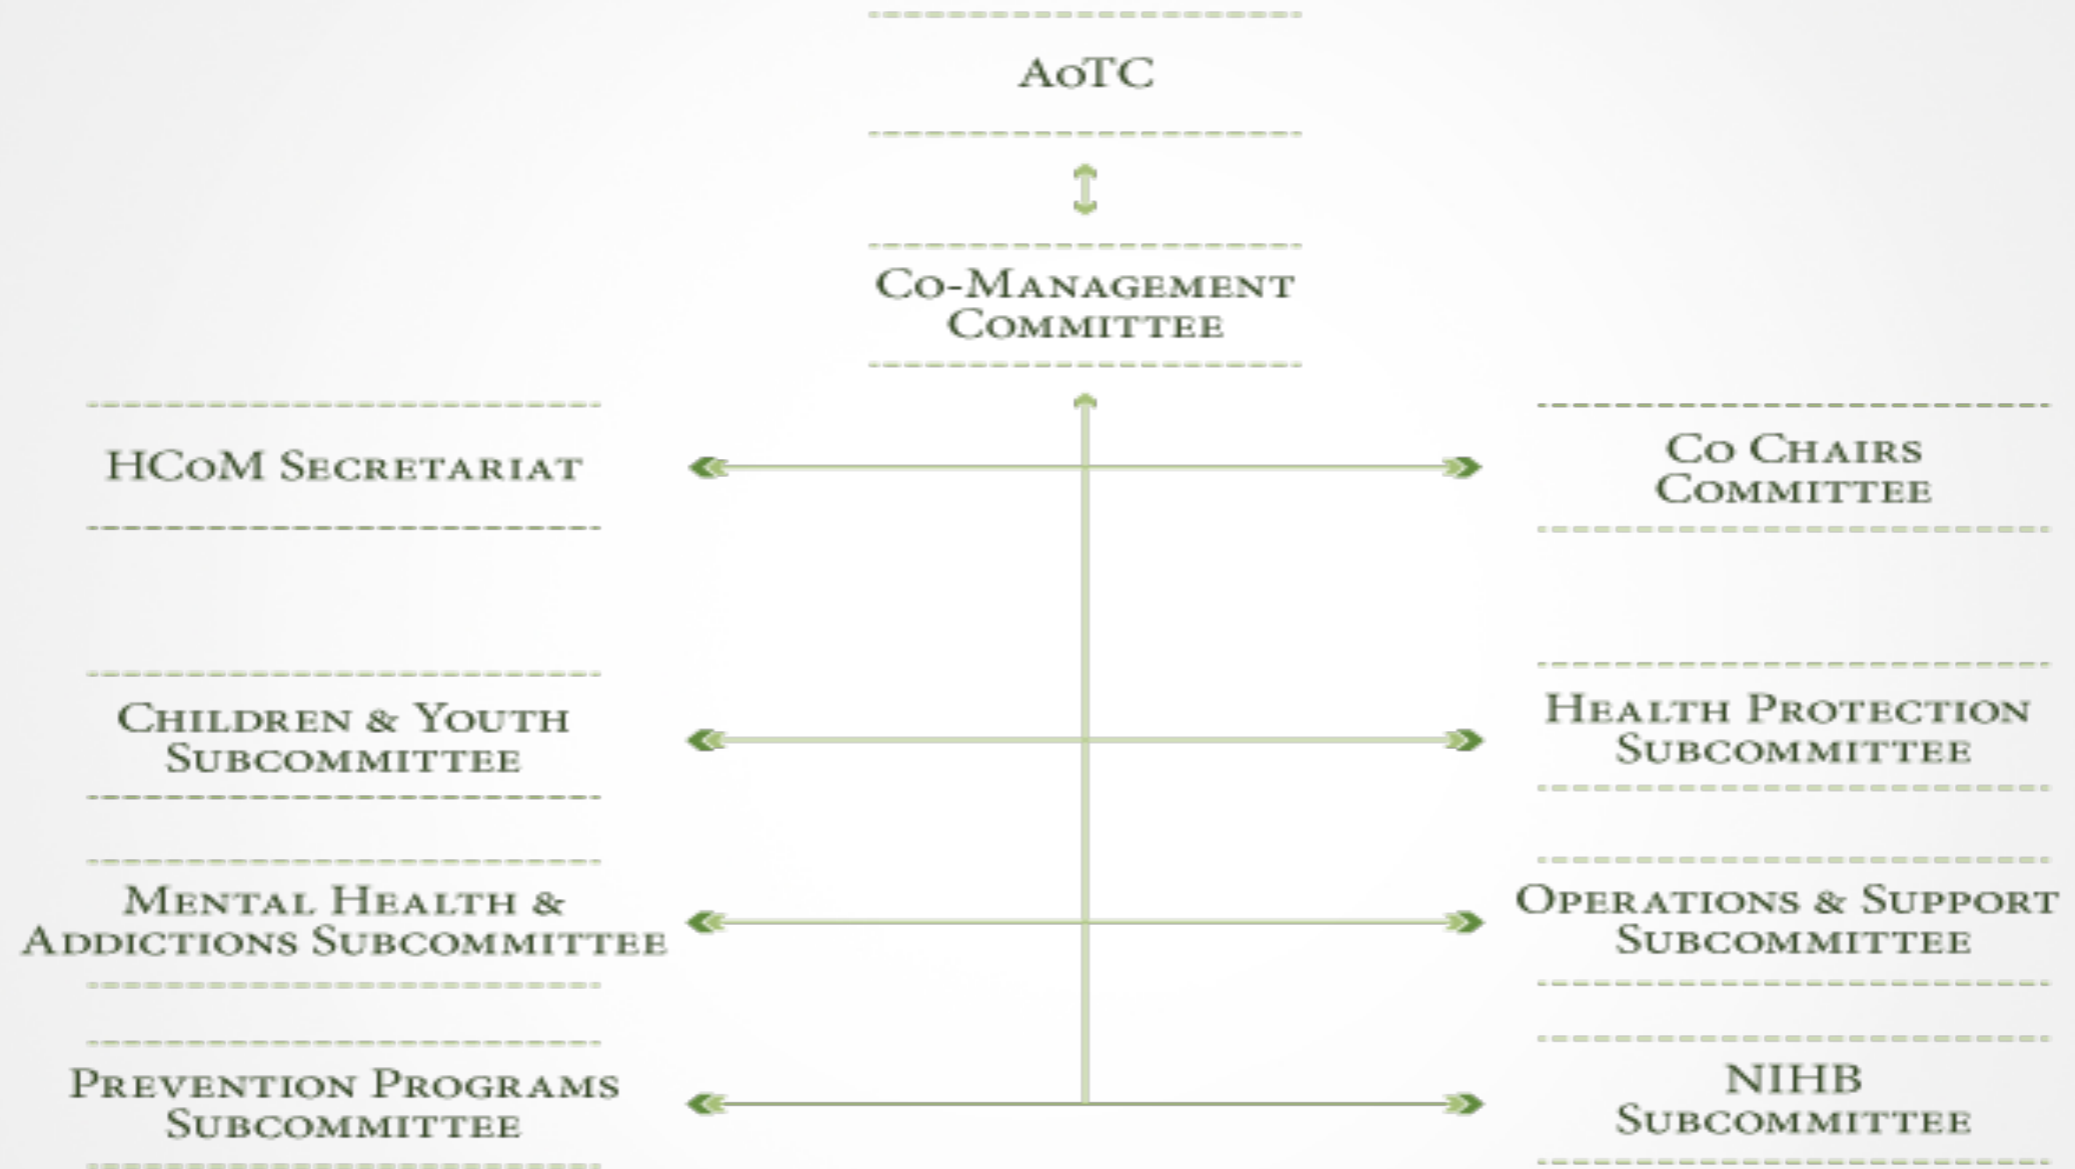 AoTC
Co-Management
Committee
HCoM Secretariat
Co Chairs
Committee
Children & Youth
Subcommittee
Health Protection
Subcommittee
Mental Health &
Addictions Subcommittee
Operations & Support
Subcommittee
Prevention Programs
Subcommittee
NIHB
Subcommittee